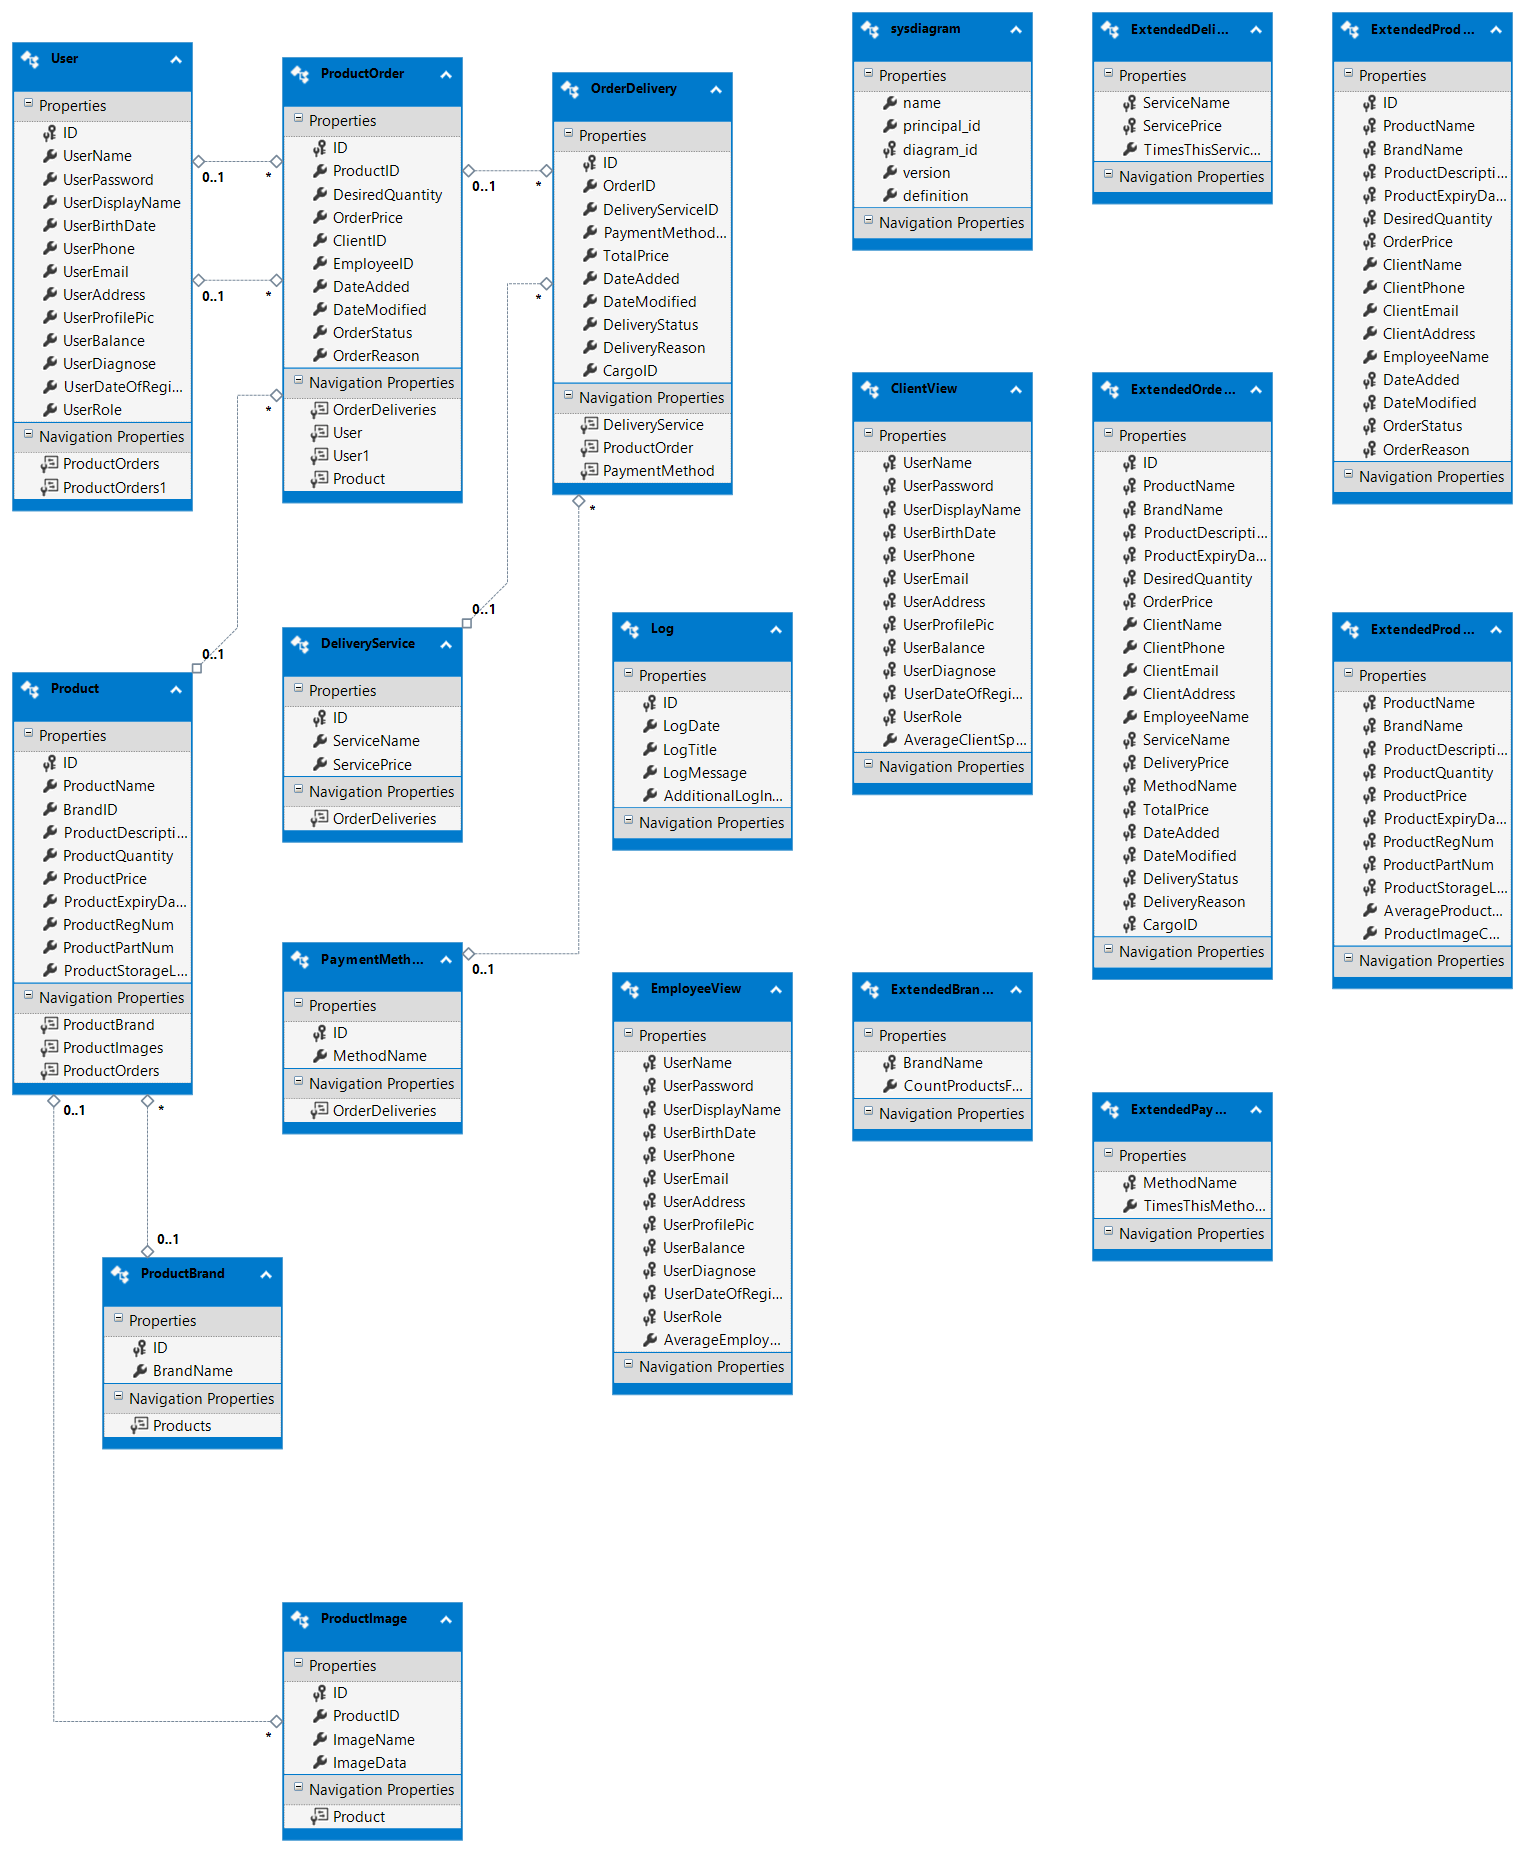 User
Properties
ID
UserName
UserPassword
UserDisplayName
UserBirthDate
UserPhone
UserEmail
UserAddress
UserProfilePic
UserBalance
UserDiagnose
UserDateOfRegi...
UserRole
Navigation Properties
ProductOrders
ProductOrders1
0..1
*
0..1
*
ProductOrder
Properties
ID
ProductID
DesiredQuantity
OrderPrice
ClientID
EmployeeID
DateAdded
DateModified
OrderStatus
OrderReason
Navigation Properties
OrderDeliveries
User
User1
Product
*
0..1
0..1
*
*
0..1
OrderDelivery
Properties
ID
OrderID
DeliveryServiceID
PaymentMethod...
TotalPrice
DateAdded
DateModified
DeliveryStatus
DeliveryReason
CargoID
Navigation Properties
DeliveryService
ProductOrder
PaymentMethod
*
0..1
Product
Properties
ID
ProductName
BrandID
ProductDescripti...
ProductQuantity
ProductPrice
ProductExpiryDa...
ProductRegNum
ProductPartNum
ProductStorageL...
Navigation Properties
ProductBrand
ProductImages
ProductOrders
0..1
*
0..1
*
DeliveryService
Properties
ID
ServiceName
ServicePrice
Navigation Properties
OrderDeliveries
PaymentMeth...
Properties
ID
MethodName
Navigation Properties
OrderDeliveries
ProductBrand
Properties
ID
BrandName
Navigation Properties
Products
ProductImage
Properties
ID
ProductID
ImageName
ImageData
Navigation Properties
Product
Log
Properties
ID
LogDate
LogTitle
LogMessage
AdditionalLogIn...
Navigation Properties
EmployeeView
Properties
UserName
UserPassword
UserDisplayName
UserBirthDate
UserPhone
UserEmail
UserAddress
UserProfilePic
UserBalance
UserDiagnose
UserDateOfRegi...
UserRole
AverageEmploy...
Navigation Properties
sysdiagram
Properties
name
principal_id
diagram_id
version
definition
Navigation Properties
ClientView
Properties
UserName
UserPassword
UserDisplayName
UserBirthDate
UserPhone
UserEmail
UserAddress
UserProfilePic
UserBalance
UserDiagnose
UserDateOfRegi...
UserRole
AverageClientSp...
Navigation Properties
ExtendedBran...
Properties
BrandName
CountProductsF...
Navigation Properties
ExtendedDeli...
Properties
ServiceName
ServicePrice
TimesThisServic...
Navigation Properties
ExtendedOrde...
Properties
ID
ProductName
BrandName
ProductDescripti...
ProductExpiryDa...
DesiredQuantity
OrderPrice
ClientName
ClientPhone
ClientEmail
ClientAddress
EmployeeName
ServiceName
DeliveryPrice
MethodName
TotalPrice
DateAdded
DateModified
DeliveryStatus
DeliveryReason
CargoID
Navigation Properties
ExtendedPay...
Properties
MethodName
TimesThisMetho...
Navigation Properties
ExtendedProd...
Properties
ID
ProductName
BrandName
ProductDescripti...
ProductExpiryDa...
DesiredQuantity
OrderPrice
ClientName
ClientPhone
ClientEmail
ClientAddress
EmployeeName
DateAdded
DateModified
OrderStatus
OrderReason
Navigation Properties
ExtendedProd...
Properties
ProductName
BrandName
ProductDescripti...
ProductQuantity
ProductPrice
ProductExpiryDa...
ProductRegNum
ProductPartNum
ProductStorageL...
AverageProduct...
ProductImageC...
Navigation Properties